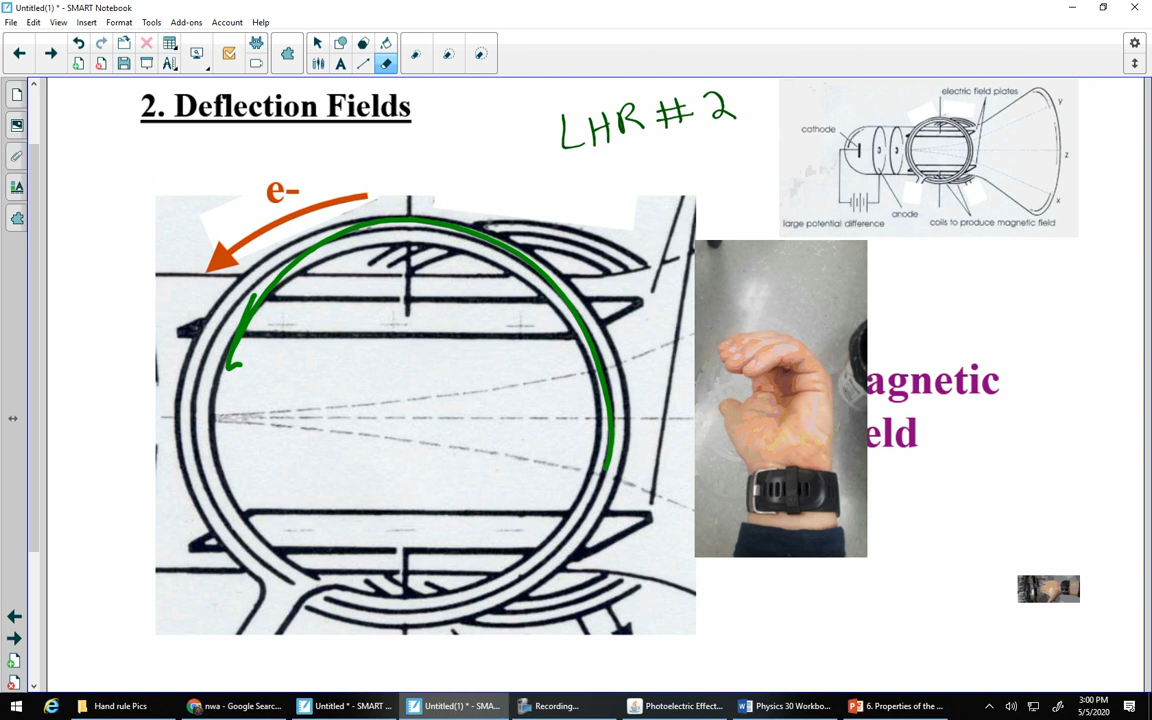 Untitled(1) * - SMART Notebook
File Edit View Insert Format Tools Add-ons Account Help
2. Deflection Fields
LHR # 2
electric field plates
cathode
y
z
x
anode
large potential difference
coils to produce magnetic field
e-
agnetic
eld
Hand rule Pics
nwa - Google Searc...
Untitled * - SMART ...
Untitled(1) * - SMA...
Recording...
Photoelectric Effect...
Physics 30 Workbo...
6. Properties of the ...
3:00 PM
5/5/2020